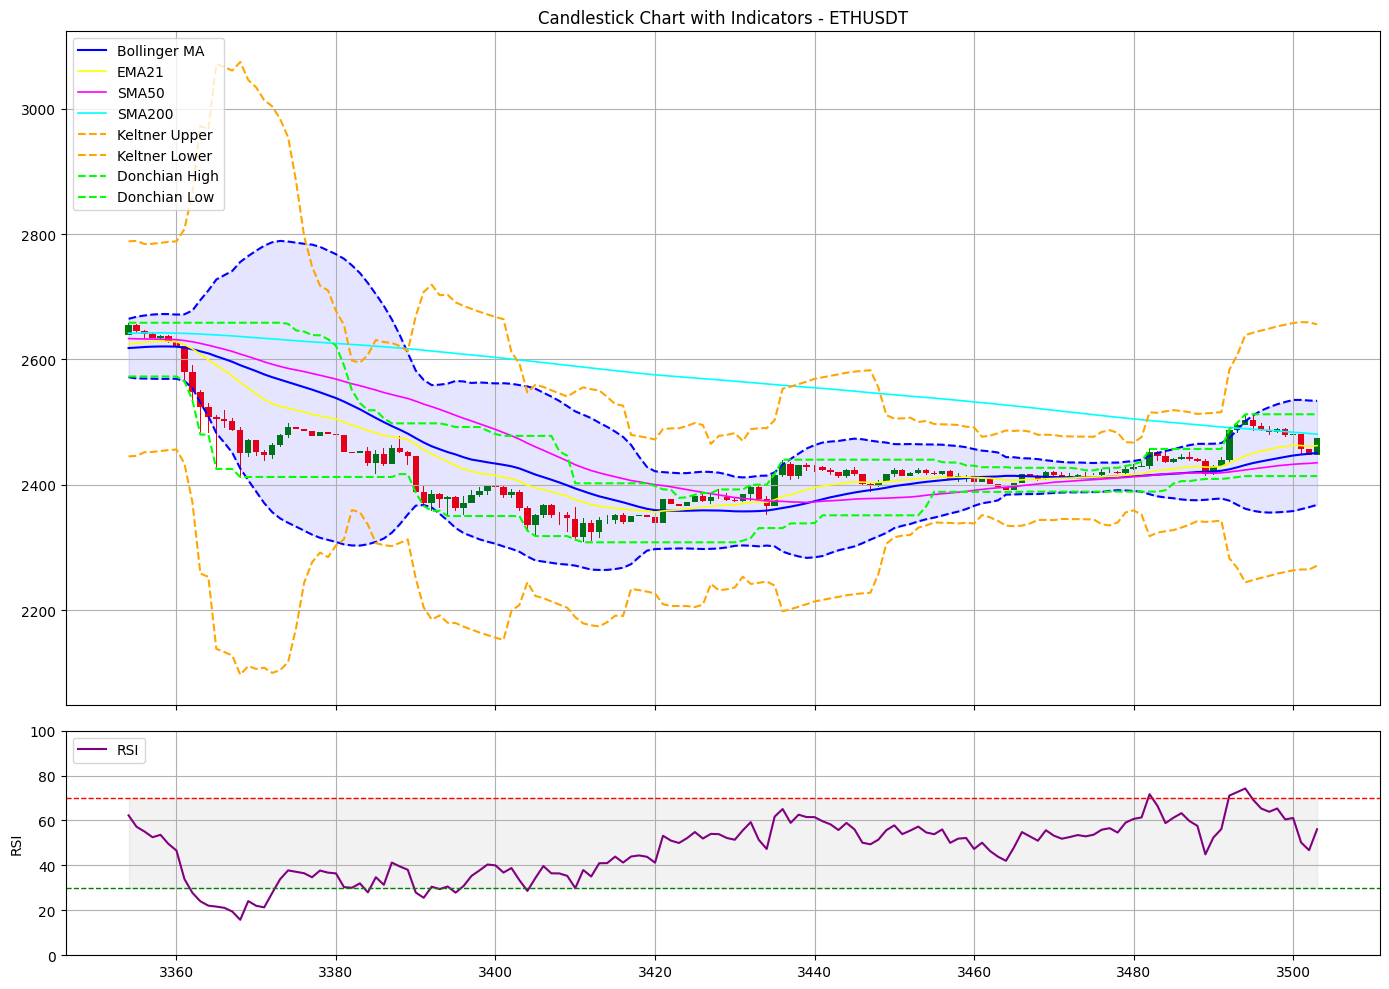 Candlestick Chart with Indicators - ETHUSDT
Bollinger MA
EMA21
SMA50
SMA200
Keltner Upper
Keltner Lower
Donchian High
Donchian Low
3000
2800
2600
2400
2200
RSI
100
80
60
40
20
0
RSI
3360
3380
3400
3420
3440
3460
3480
3500